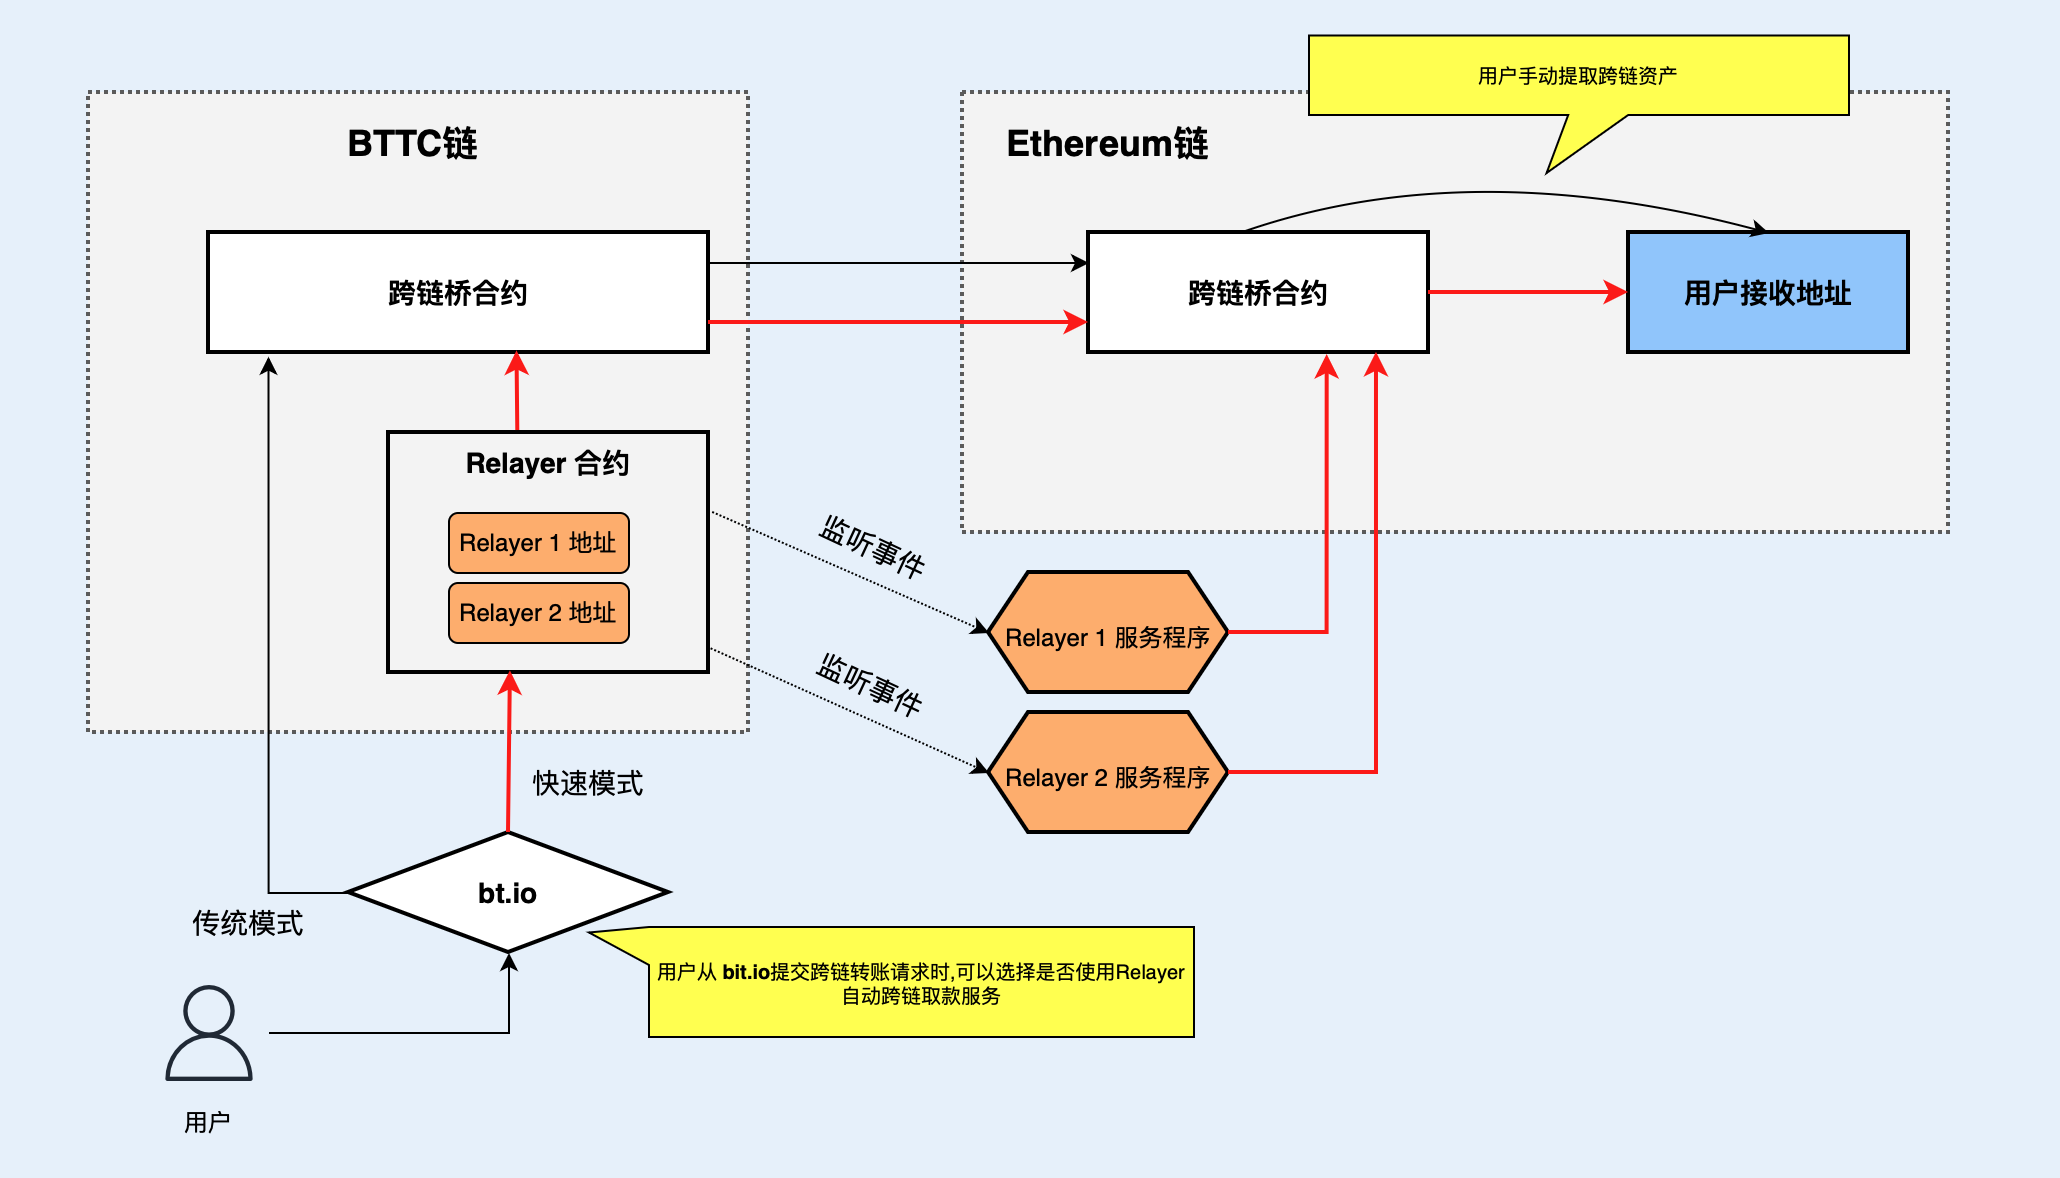 用户手动提取跨链资产
BTTC链
Ethereum链
跨链桥合约
跨链桥合约
用户接收地址
Relayer 合约
Relayer 1 地址
Relayer 2 地址
监听事件
监听事件
Relayer 1 服务程序
Relayer 2 服务程序
快速模式
bt.io
传统模式
用户从 bit.io提交跨链转账请求时,可以选择是否使用Relayer
自动跨链取款服务
用户